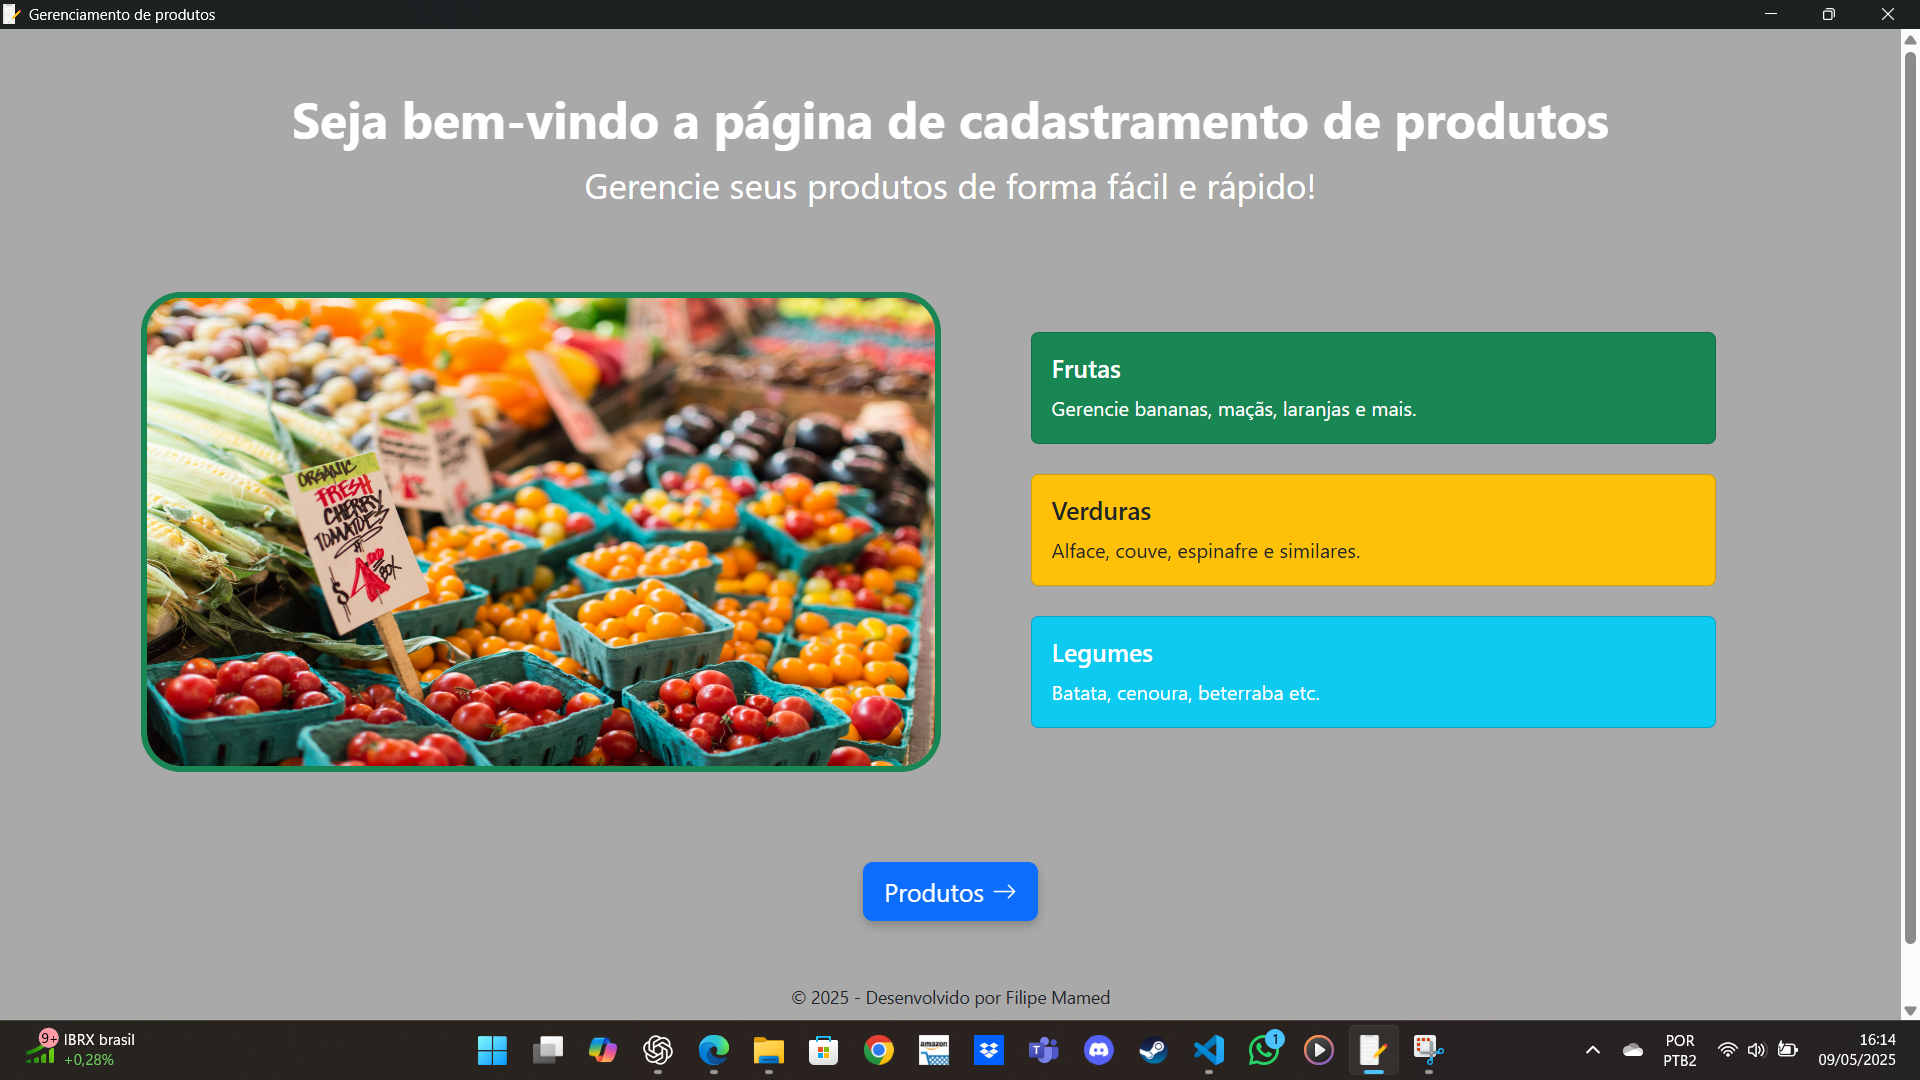 Gerenciamento de produtos
Seja bem-vindo a página de cadastramento de produtos
Gerencie seus produtos de forma fácil e rápido!
ORGANIC
FRESH
CHERRY
TOMATOES
$4 BOX
Frutas
Gerencie bananas, maçãs, laranjas e mais.
Verduras
Alface, couve, espinafre e similares.
Legumes
Batata, cenoura, beterraba etc.
Produtos →
© 2025 - Desenvolvido por Filipe Mamed
9+
IBRX brasil
+0,28%
amazon
T
1
POR
PTB2
16:14
09/05/2025